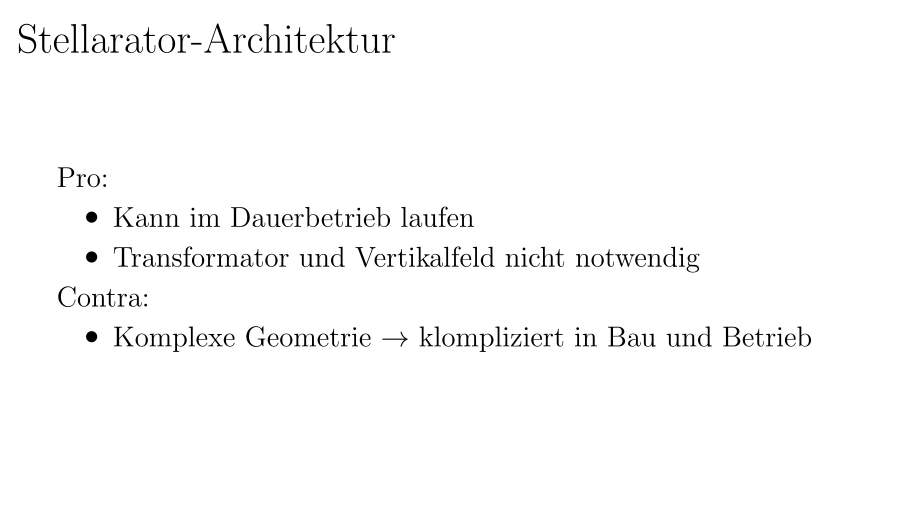 Stellarator-Architektur
Pro:
• Kann im Dauerbetrieb laufen
• Transformator und Vertikalfeld nicht notwendig
Contra:
• Komplexe Geometrie → klompliziert in Bau und Betrieb